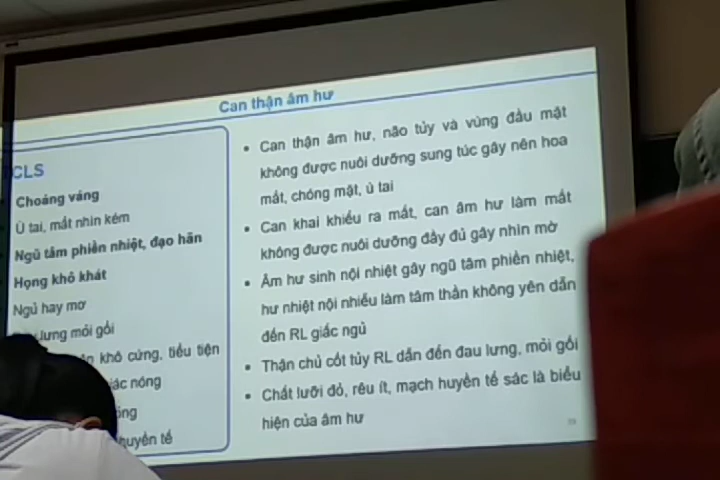 Can thận âm hư
CLS
Choáng váng
Ù tai, mắt nhìn kém
Ngũ tâm phiền nhiệt, đạo hãn
Họng khô khát
Ngủ hay mơ
lưng mỏi gối
khô cứng, tiểu tiện
nóng
huyền tế
• Can thận âm hư, não tủy và vùng đầu mặt
không được nuôi dưỡng sung túc gây nên hoa
mắt, chóng mặt, ù tai
• Can khai khiếu ra mắt, can âm hư làm mắt
không được nuôi dưỡng đầy đủ gây nhìn mờ
• Âm hư sinh nội nhiệt gây ngũ tâm phiền nhiệt,
hư nhiệt nội nhiễu làm tâm thần không yên dẫn
đến RL giấc ngủ
• Thận chủ cốt tủy RL dẫn đến đau lưng, mỏi gối
• Chất lưỡi đỏ, rêu ít, mạch huyền tế sác là biểu
hiện của âm hư